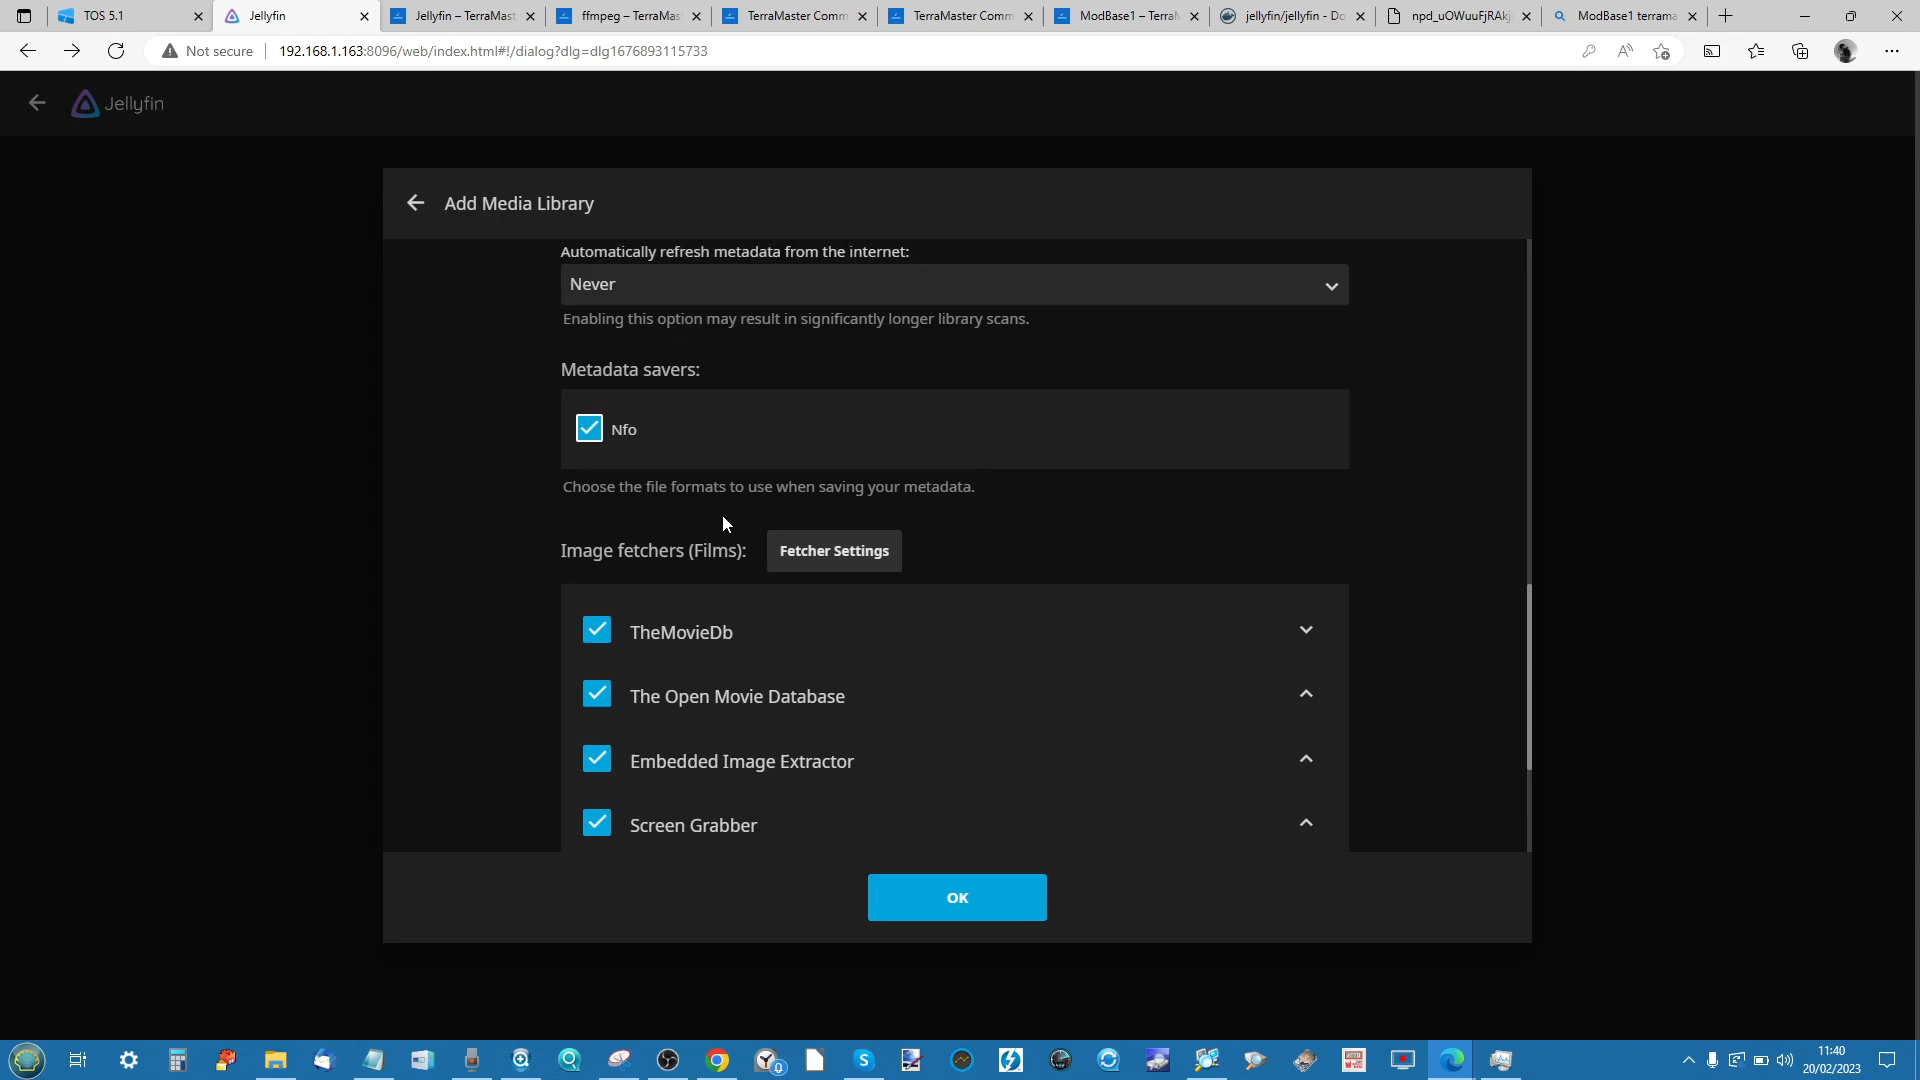 TOS 5.1
Jellyfin
Jellyfin – TerraMast
ffmpeg – TerraMas
TerraMaster Comm
TerraMaster Comm
ModBase1 – TerraM
jellyfin/jellyfin - Do
npd_uOWuuFjRAkj
ModBase1 terrama
Not secure
192.168.1.163:8096/web/index.html#!/dialog?dlg=dlg1676893115733
Jellyfin
Add Media Library
Automatically refresh metadata from the internet:
Never
Enabling this option may result in significantly longer library scans.
Metadata savers:
Nfo
Choose the file formats to use when saving your metadata.
Image fetchers (Films):
Fetcher Settings
TheMovieDb
The Open Movie Database
Embedded Image Extractor
Screen Grabber
OK
11:40
20/02/2023